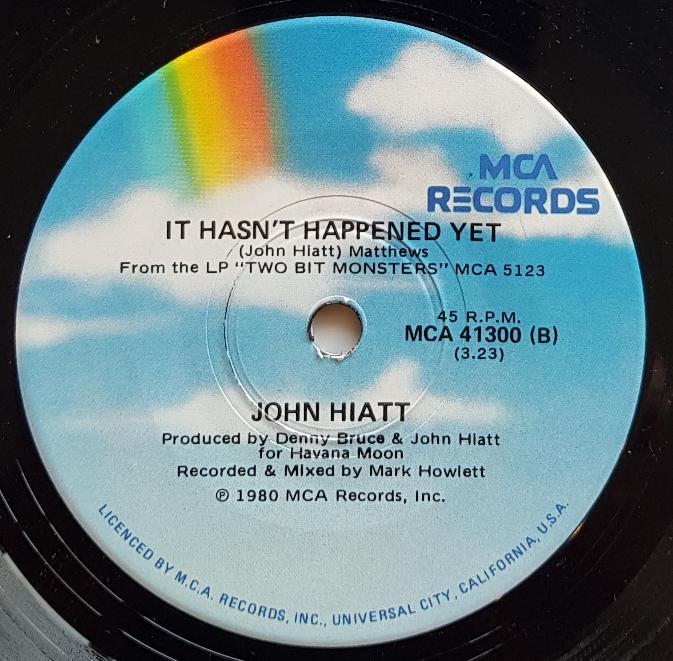 MCA
RECORDS
IT HASN'T HAPPENED YET
(John Hiatt) Matthews
From the LP "TWO BIT MONSTERS" MCA 5123
45 R.P.M.
MCA 41300 (B)
(3.23)
JOHN HIATT
Produced by Denny Bruce & John Hiatt
for Havana Moon
Recorded & Mixed by Mark Howlett
℗ 1980 MCA Records, Inc.
LICENCED BY M.C.A. RECORDS, INC., UNIVERSAL CITY, CALIFORNIA, U.S.A.